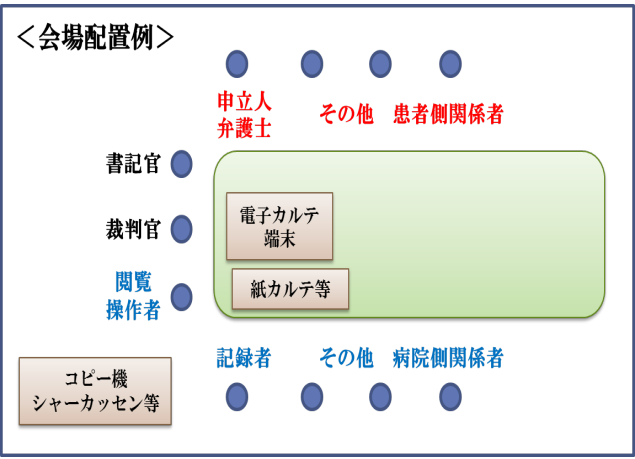 ＜会場配置例＞
申立人
弁護士
その他 患者側関係者
書記官
裁判官
閲覧
操作者
電子カルテ
端末
紙カルテ等
記録者 その他 病院側関係者
コピー機
シャーカッセン等